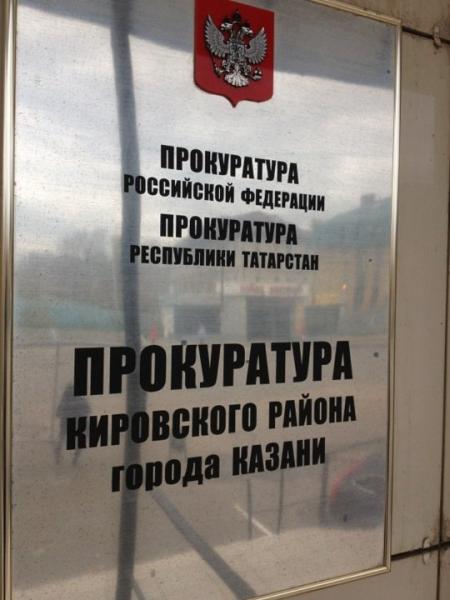 ПРОКУРАТУРА
РОССИЙСКОЙ ФЕДЕРАЦИИ
ПРОКУРАТУРА
РЕСПУБЛИКИ ТАТАРСТАН
ПРОКУРАТУРА
КИРОВСКОГО РАЙОНА
города КАЗАНИ